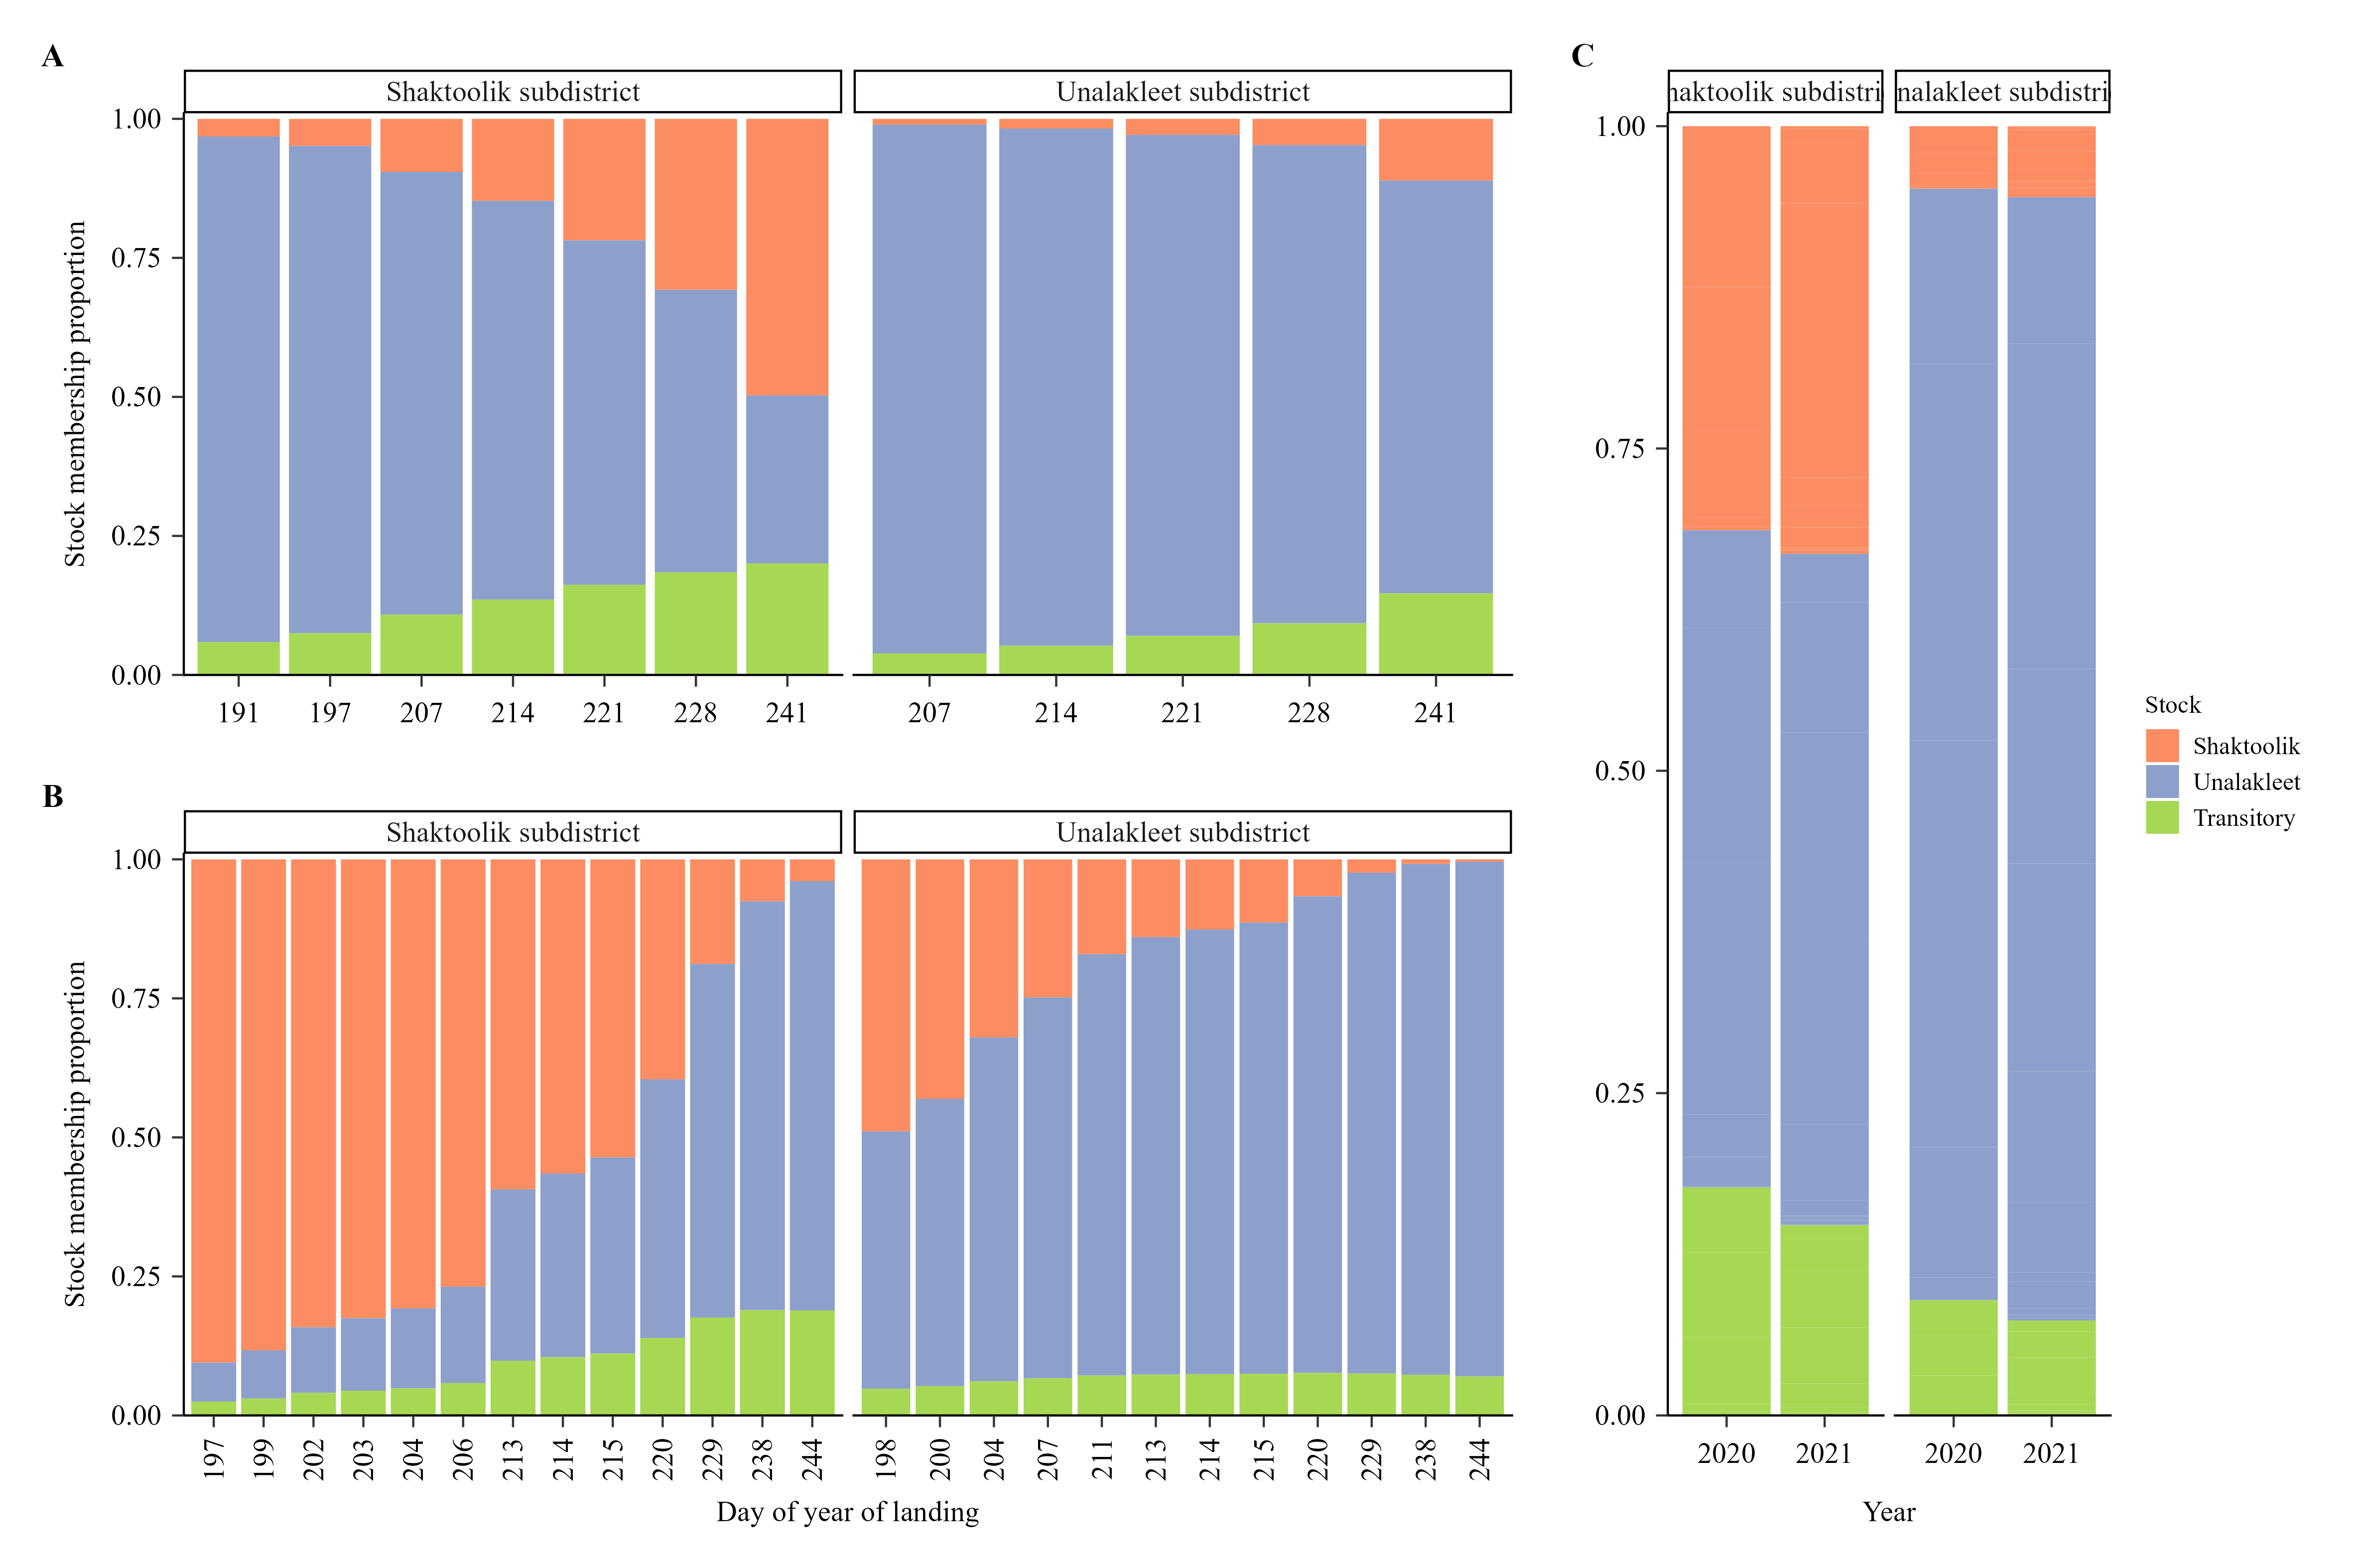 A
Shaktoolik subdistrict
Unalakleet subdistrict
Stock membership proportion
1.00
0.75
0.50
0.25
0.00
191 197 207 214 221 228 241
207 214 221 228 241
B
Shaktoolik subdistrict
Unalakleet subdistrict
Stock membership proportion
1.00
0.75
0.50
0.25
0.00
197 199 202 203 204 206 213 214 215 220 229 238 244
198 200 204 207 211 213 214 215 220 229 238 244
Day of year of landing
C
haktoolik subdistri
nalakleet subdistri
1.00
0.75
0.50
0.25
0.00
2020 2021
2020 2021
Year
Stock
Shaktoolik
Unalakleet
Transitory